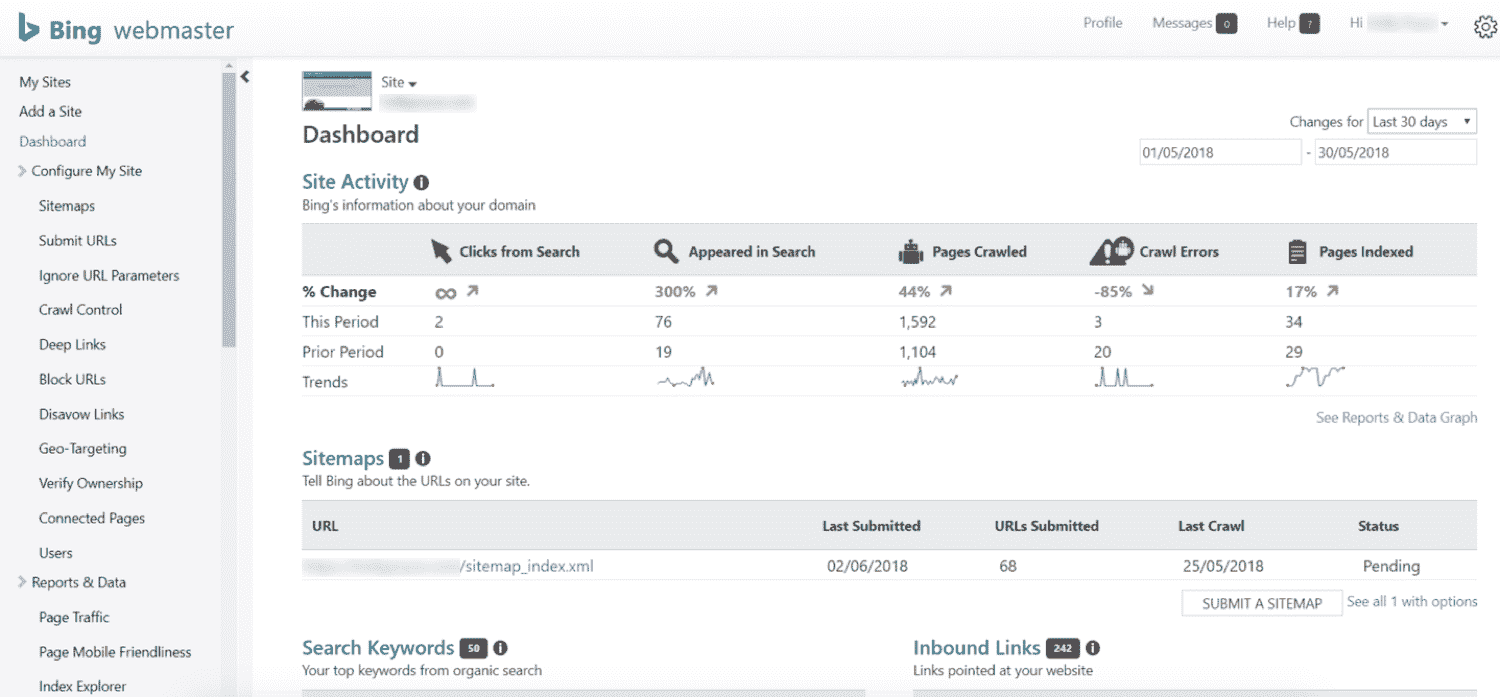 Bing webmaster
Profile Messages 0 Help ? Hi
My Sites
Add a Site
Dashboard
Configure My Site
Sitemaps
Submit URLs
Ignore URL Parameters
Crawl Control
Deep Links
Block URLs
Disavow Links
Geo-Targeting
Verify Ownership
Connected Pages
Users
Reports & Data
Page Traffic
Page Mobile Friendliness
Index Explorer
Site
Dashboard
Changes for Last 30 days
01/05/2018 - 30/05/2018
Site Activity
Bing's information about your domain
Clicks from Search Appeared in Search Pages Crawled Crawl Errors Pages Indexed
% Change ∞ 300% 44% -85% 17%
This Period 2 76 1,592 3 34
Prior Period 0 19 1,104 20 29
Trends
See Reports & Data Graph
Sitemaps 1
Tell Bing about the URLs on your site.
URL Last Submitted URLs Submitted Last Crawl Status
/sitemap_index.xml 02/06/2018 68 25/05/2018 Pending
SUBMIT A SITEMAP See all 1 with options
Search Keywords 50
Your top keywords from organic search
Inbound Links 242
Links pointed at your website